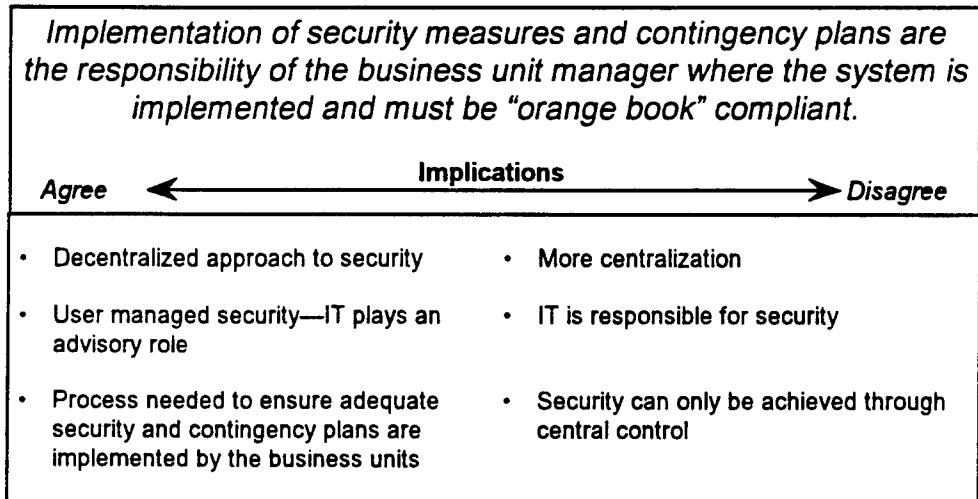 Implementation of security measures and contingency plans are
the responsibility of the business unit manager where the system is
implemented and must be "orange book" compliant.
Implications
Agree
Disagree
• Decentralized approach to security
• User managed security—IT plays an
advisory role
• Process needed to ensure adequate
security and contingency plans are
implemented by the business units
• More centralization
• IT is responsible for security
• Security can only be achieved through
central control